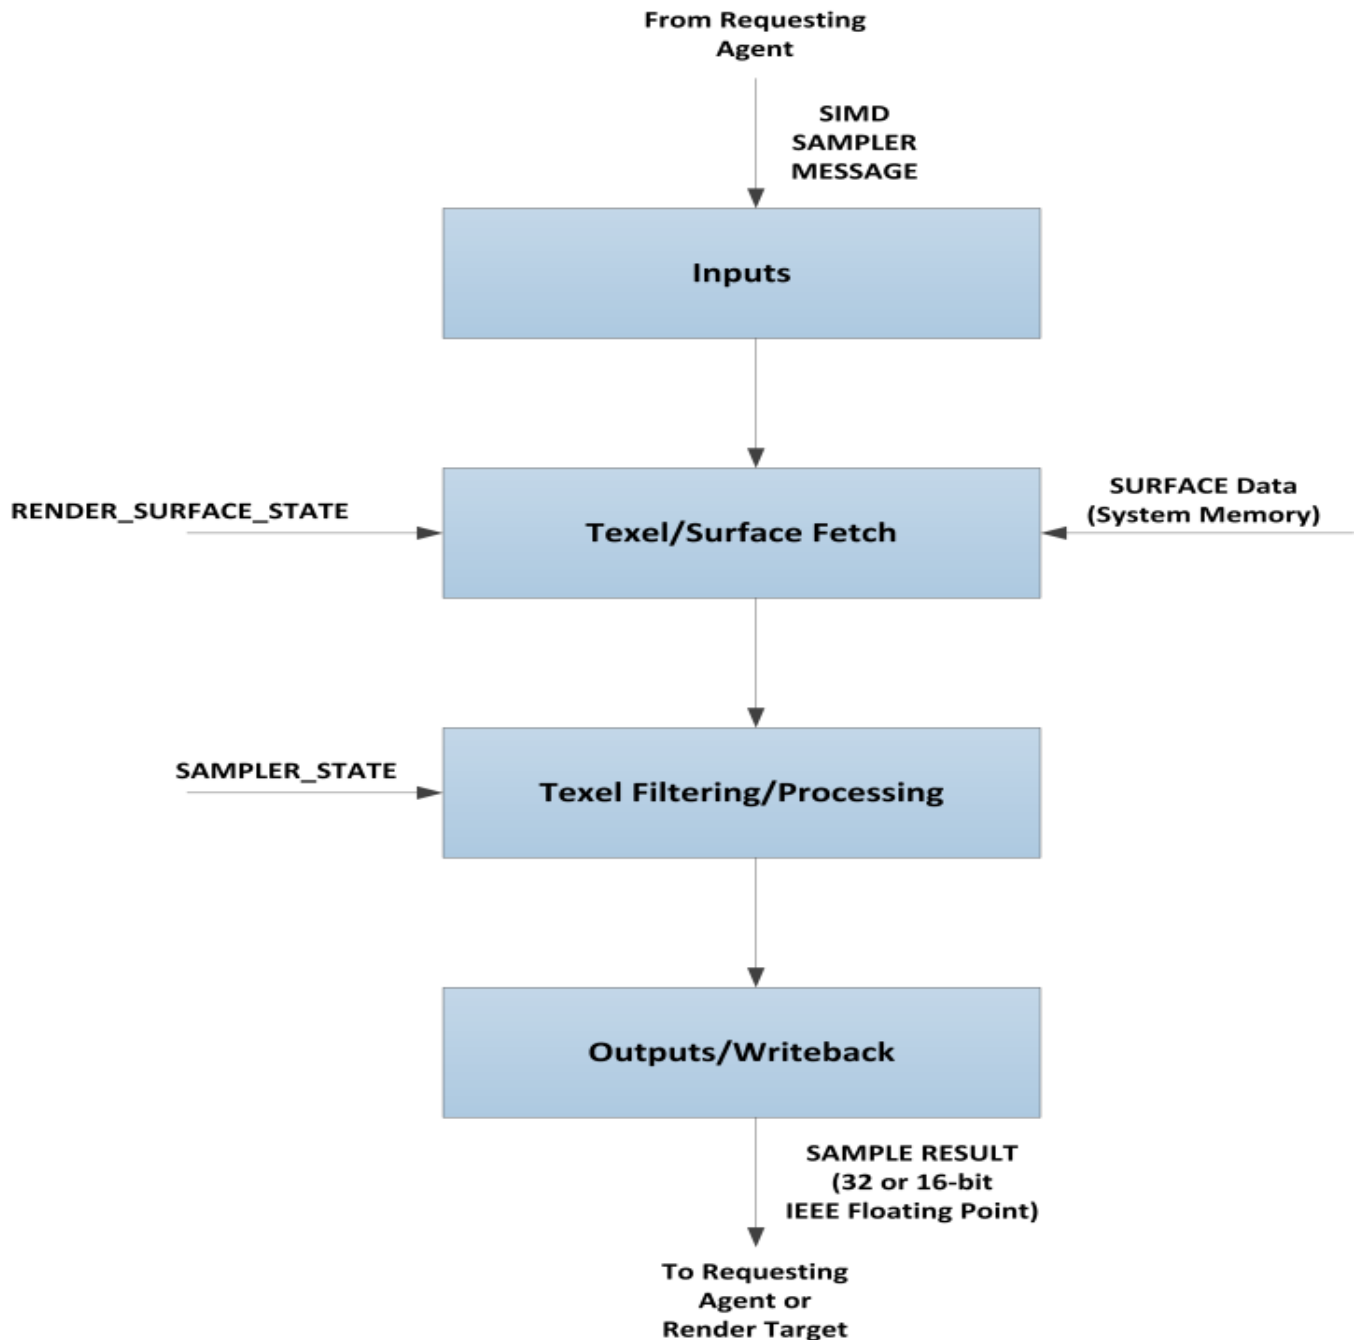 From Requesting
Agent
SIMD
SAMPLER
MESSAGE
Inputs
RENDER_SURFACE_STATE
Texel/Surface Fetch
SURFACE Data
(System Memory)
SAMPLER_STATE
Texel Filtering/Processing
Outputs/Writeback
SAMPLE RESULT
(32 or 16-bit
IEEE Floating Point)
To Requesting
Agent or
Render Target